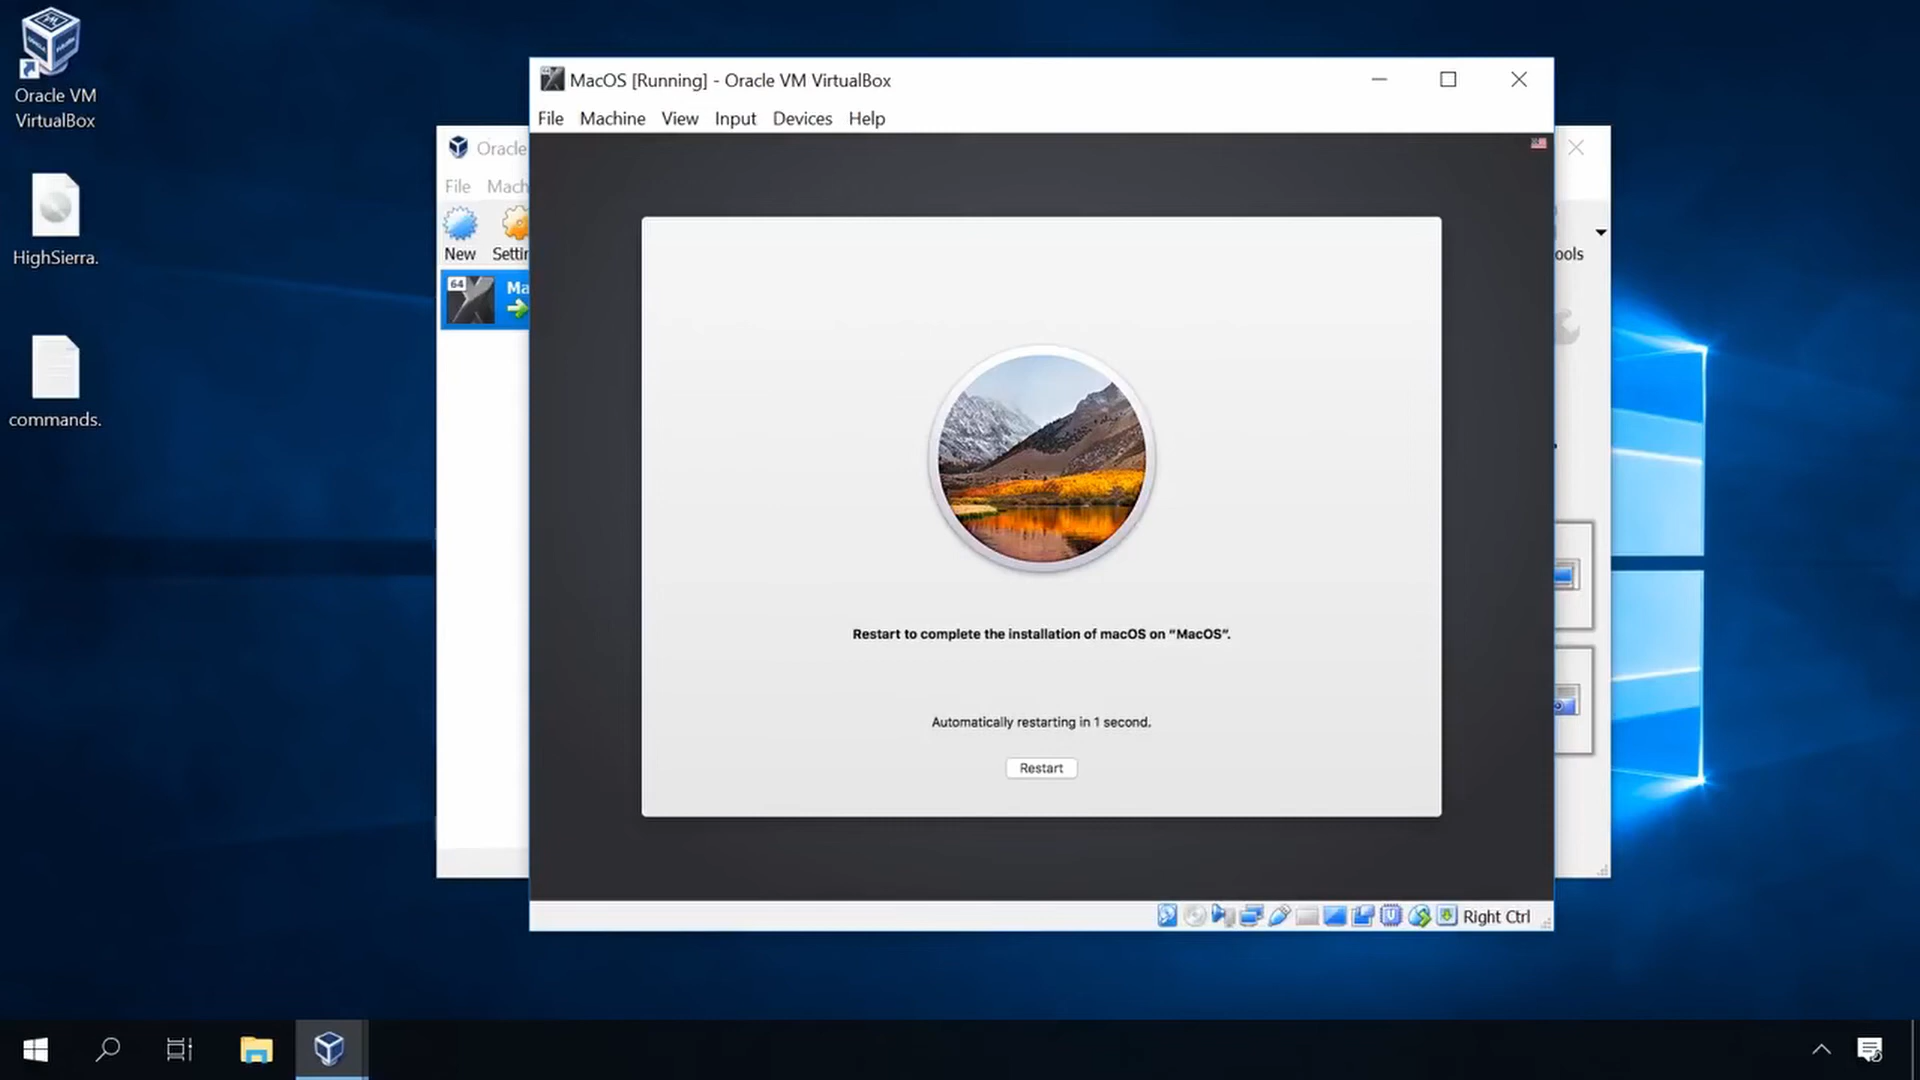 Oracle VM
VirtualBox
HighSierra.
commands.
MacOS [Running] - Oracle VM VirtualBox
File Machine View Input Devices Help
Oracle
File Mach
New Settin
ools
64
Ma
Restart to complete the installation of macOS on “MacOS”.
Automatically restarting in 1 second.
Restart
Right Ctrl